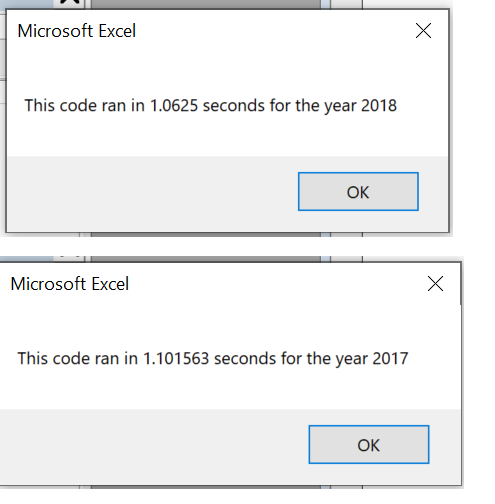 Microsoft Excel
This code ran in 1.0625 seconds for the year 2018
OK
Microsoft Excel
This code ran in 1.101563 seconds for the year 2017
OK